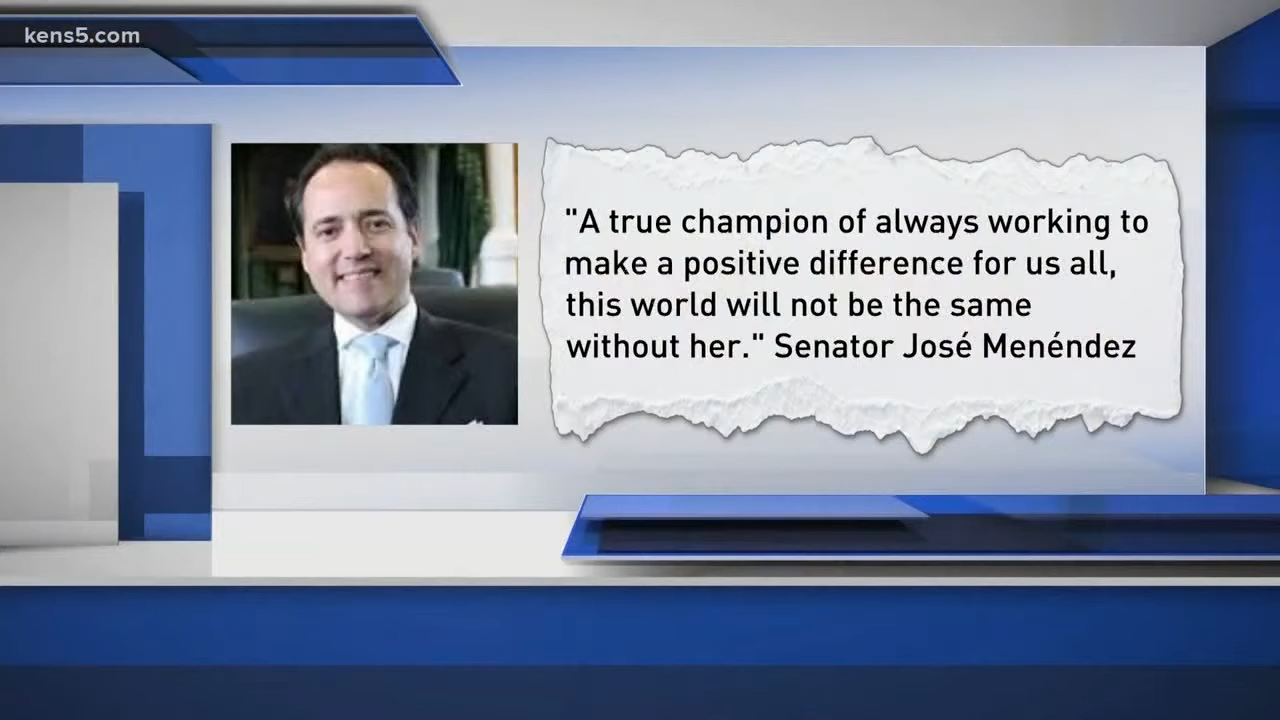 kens5.com
"A true champion of always working to
make a positive difference for us all,
this world will not be the same
without her." Senator José Menéndez